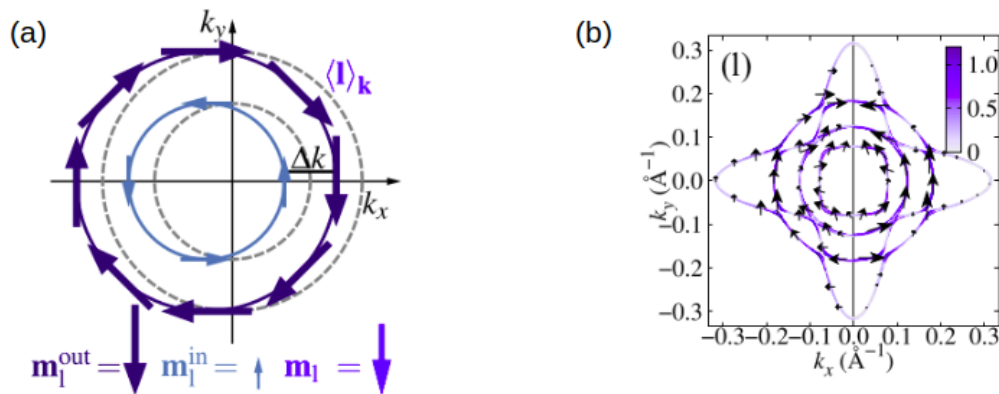 (a)
k_y
⟨l⟩_k
Δk
k_x
m_l^out = m_l^in = m_l =
(b)
(l)
1.0
0.5
0
0.3
0.2
0.1
0.0
−0.1
−0.2
−0.3
k_y (Å⁻¹)
−0.3 −0.2 −0.1 0.0 0.1 0.2 0.3
k_x (Å⁻¹)